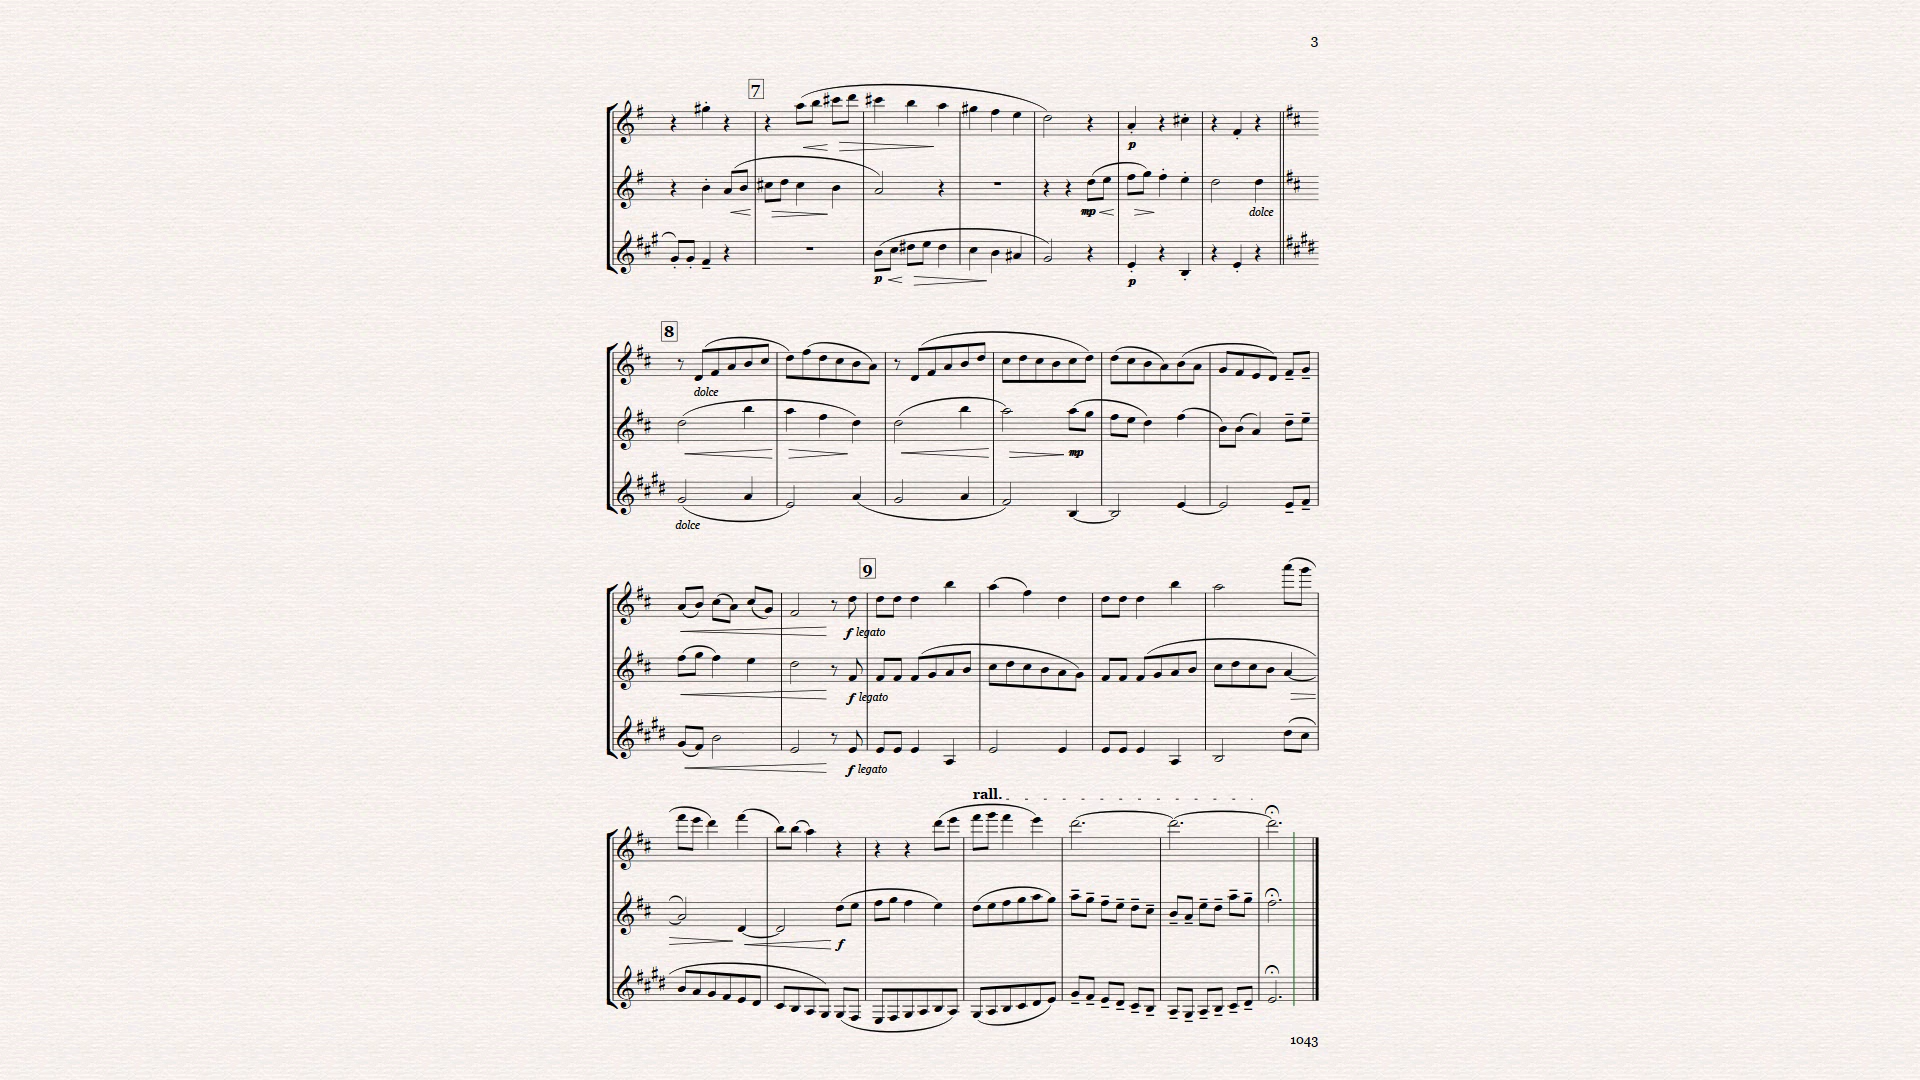 3
7
p
mp
dolce
p
p
8
dolce
mp
dolce
9
f legato
f legato
f legato
rall.
f
1043